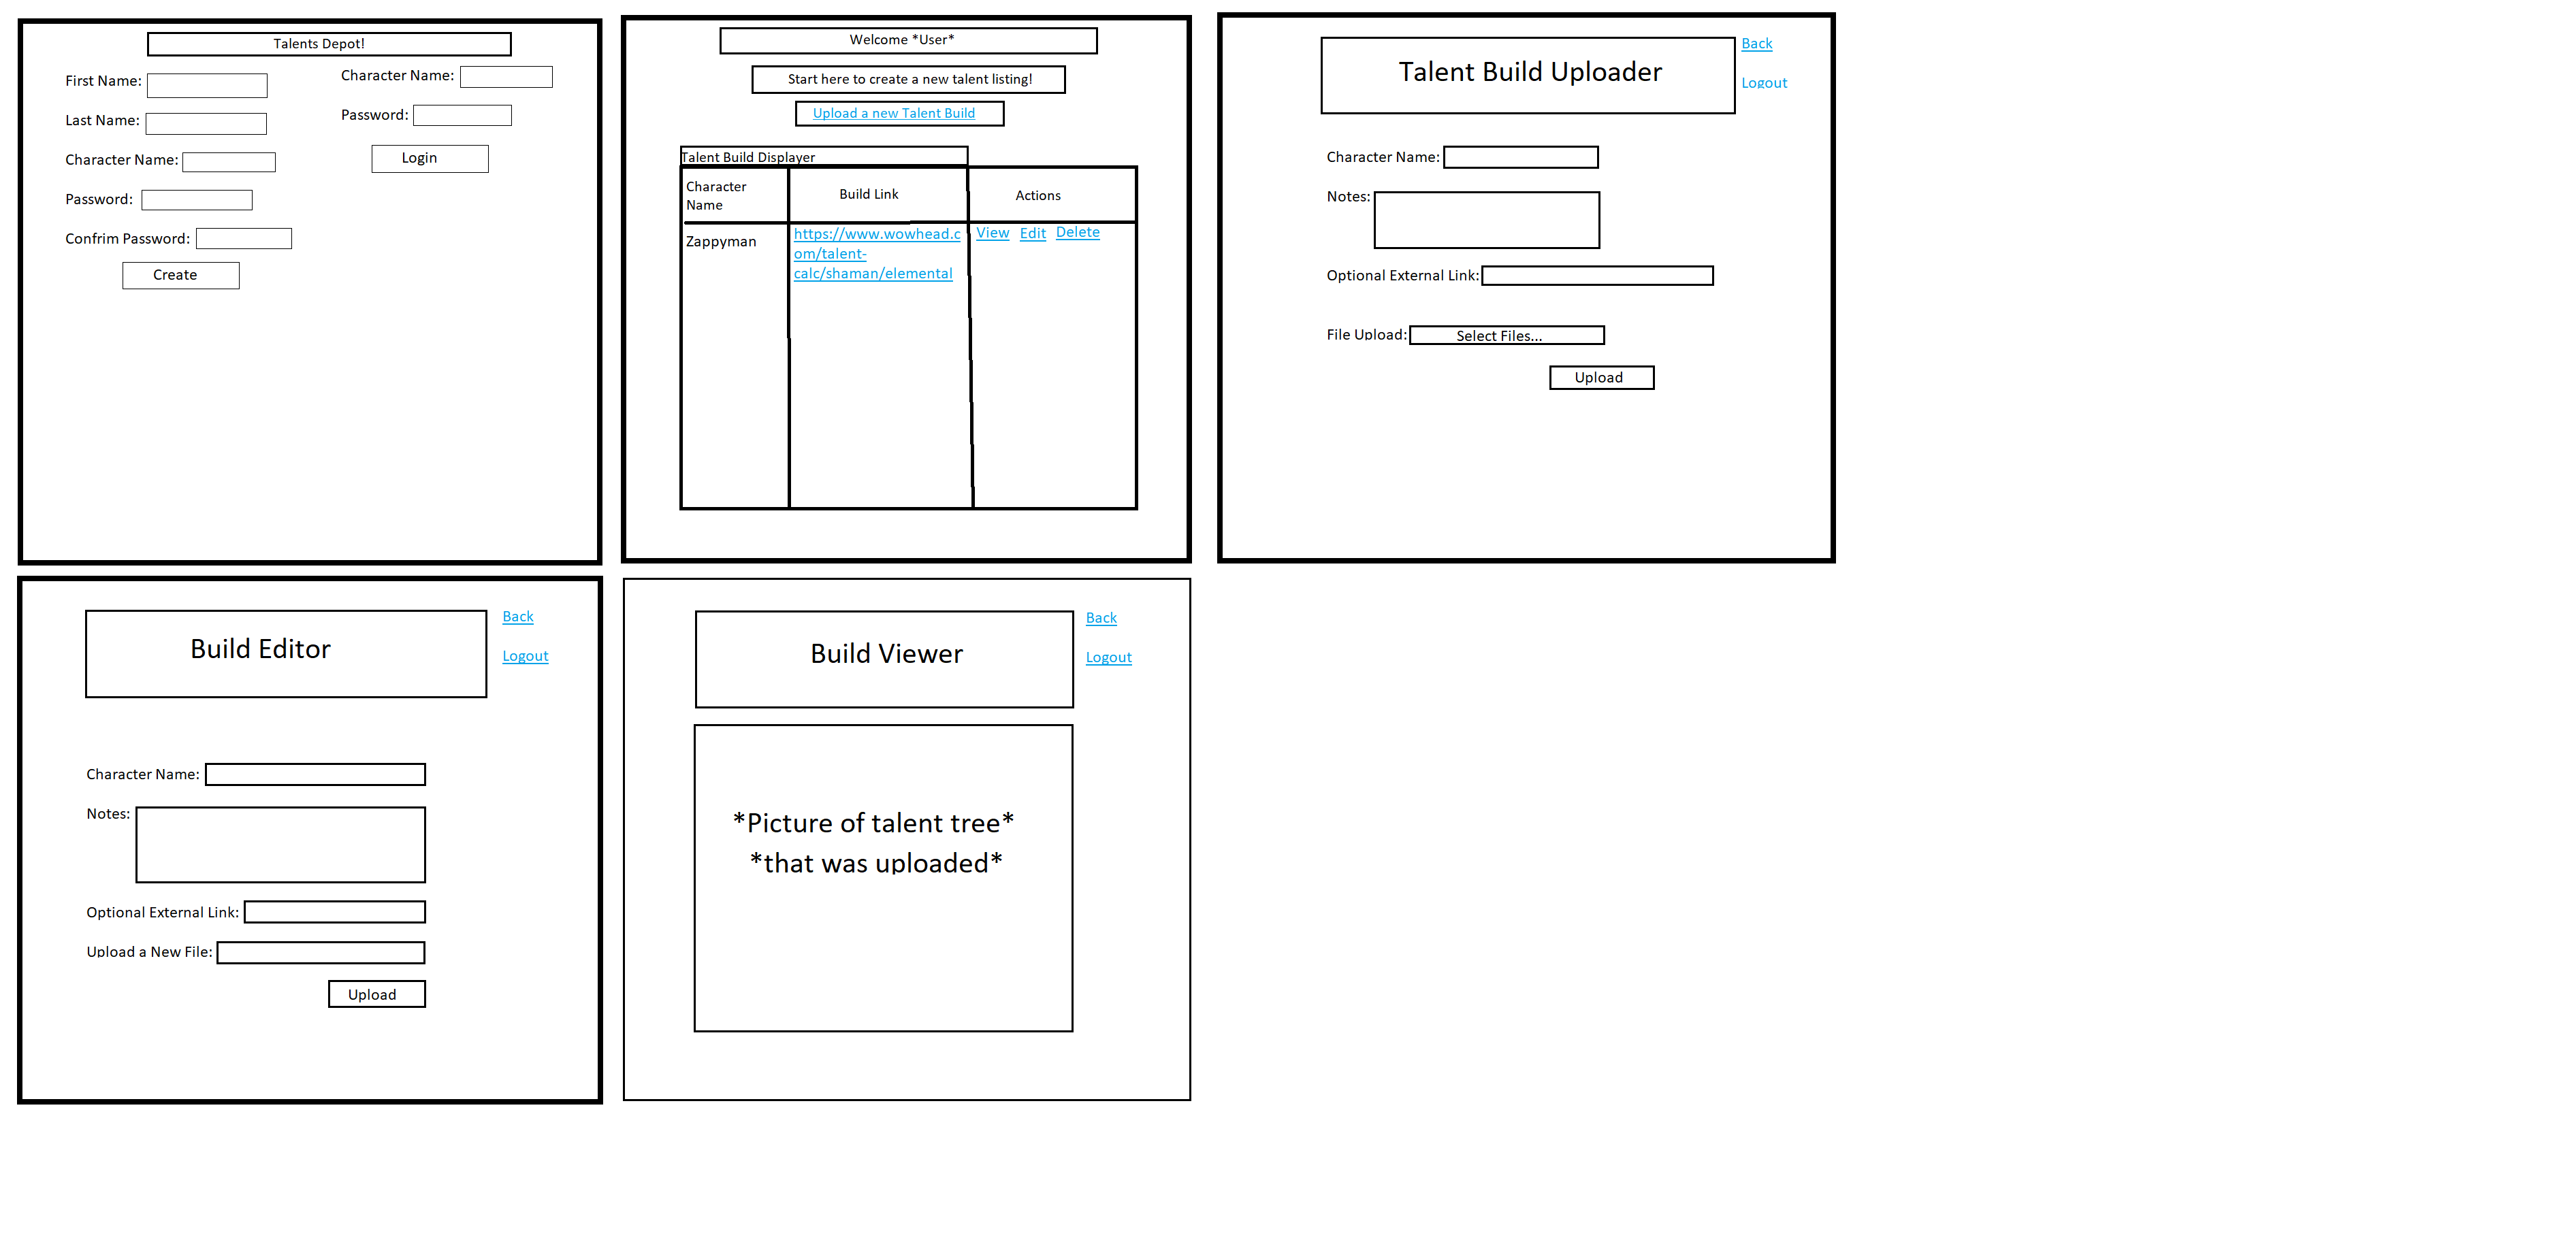 Talents Depot!
First Name:
Last Name:
Character Name:
Password:
Confrim Password:
Create
Character Name:
Password:
Login
Welcome *User*
Start here to create a new talent listing!
Upload a new Talent Build
Talent Build Displayer
Character
Name
Build Link
Actions
Zappyman
https://www.wowhead.c
om/talent-
calc/shaman/elemental
View Edit Delete
Talent Build Uploader
Back
Logout
Character Name:
Notes:
Optional External Link:
File Upload:
Select Files...
Upload
Build Editor
Back
Logout
Character Name:
Notes:
Optional External Link:
Upload a New File:
Upload
Build Viewer
Back
Logout
*Picture of talent tree*
*that was uploaded*